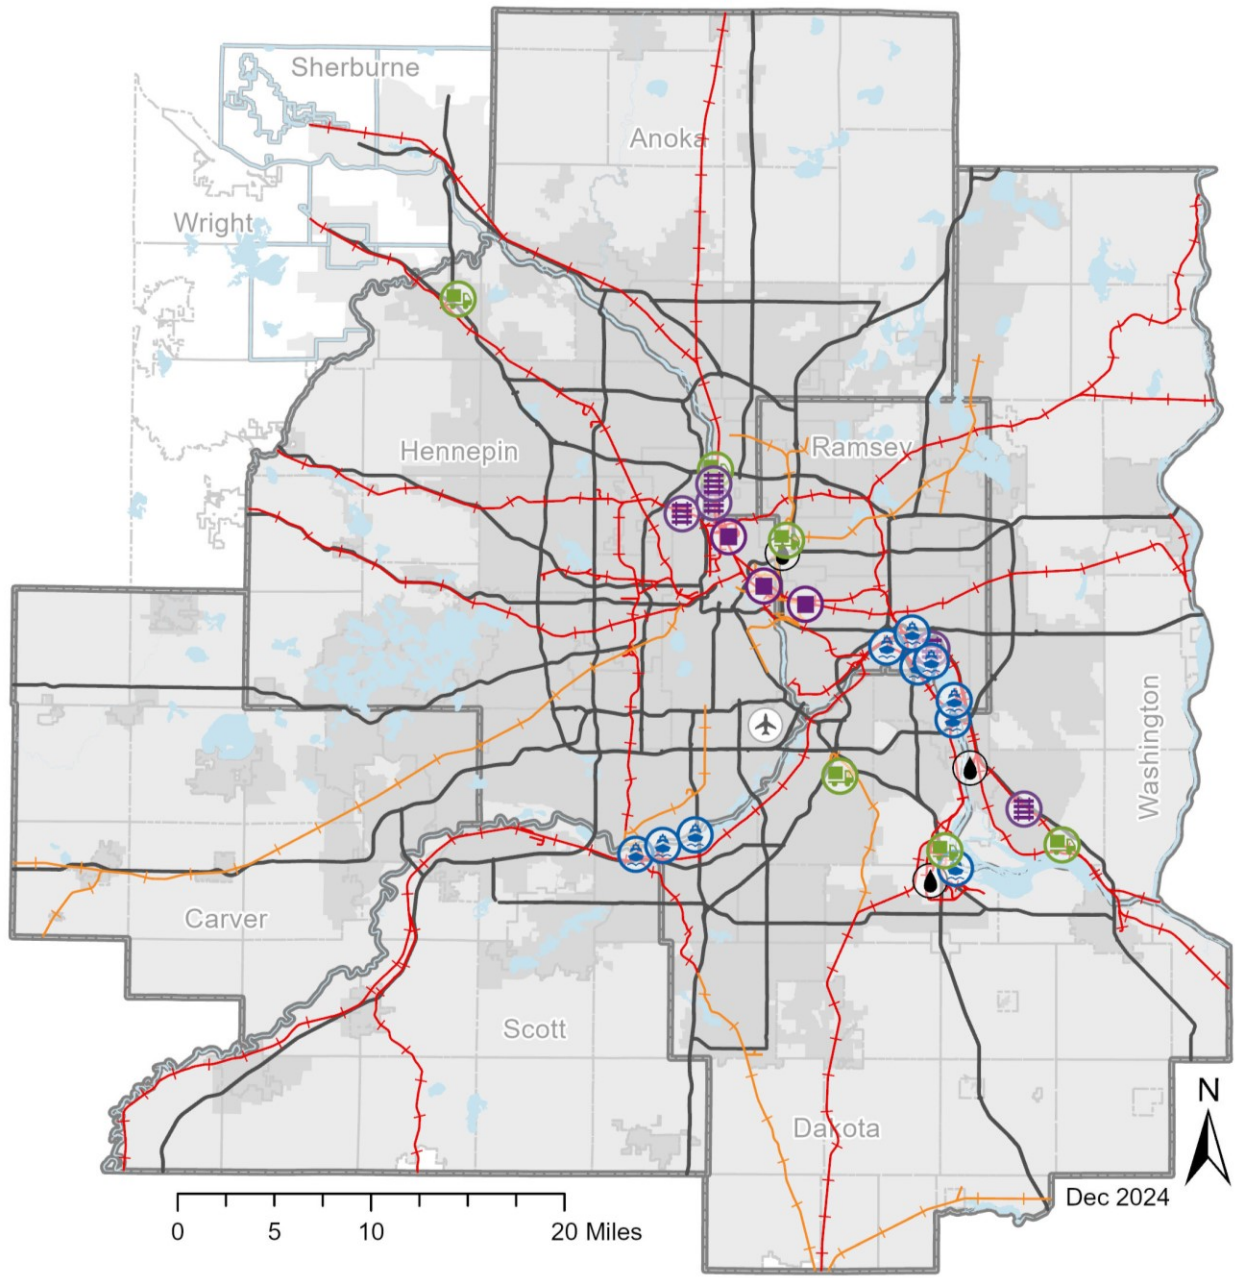 Sherburne
Anoka
Wright
Hennepin
Ramsey
Washington
Carver
Scott
Dakota
N
Dec 2024
0 5 10 20 Miles